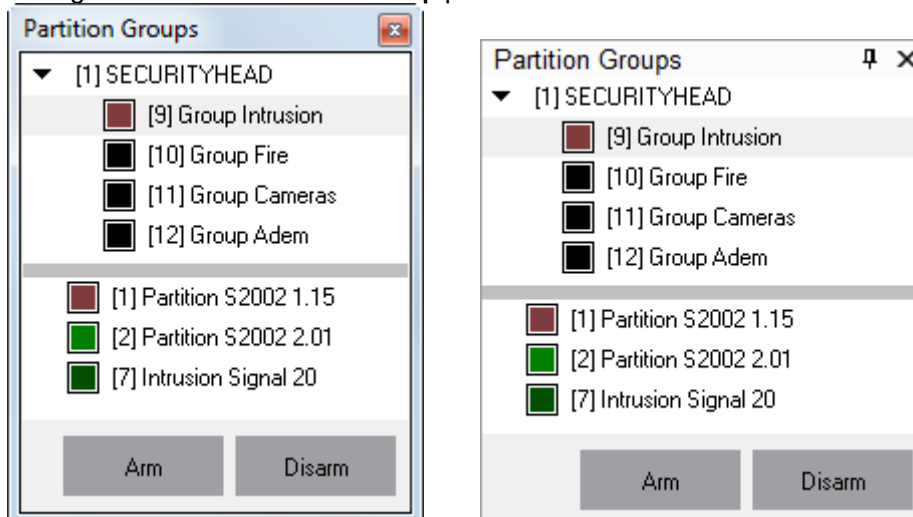 Partition Groups
[1] SECURITYHEAD
[9] Group Intrusion
[10] Group Fire
[11] Group Cameras
[12] Group Adem
[1] Partition S2002 1.15
[2] Partition S2002 2.01
[7] Intrusion Signal 20
Arm Disarm
Partition Groups
[1] SECURITYHEAD
[9] Group Intrusion
[10] Group Fire
[11] Group Cameras
[12] Group Adem
[1] Partition S2002 1.15
[2] Partition S2002 2.01
[7] Intrusion Signal 20
Arm Disarm